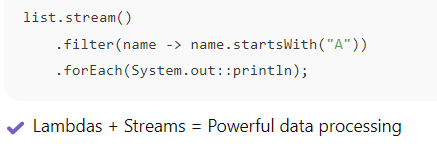 list.stream()
    .filter(name -> name.startsWith("A"))
    .forEach(System.out::println);
✔ Lambdas + Streams = Powerful data processing